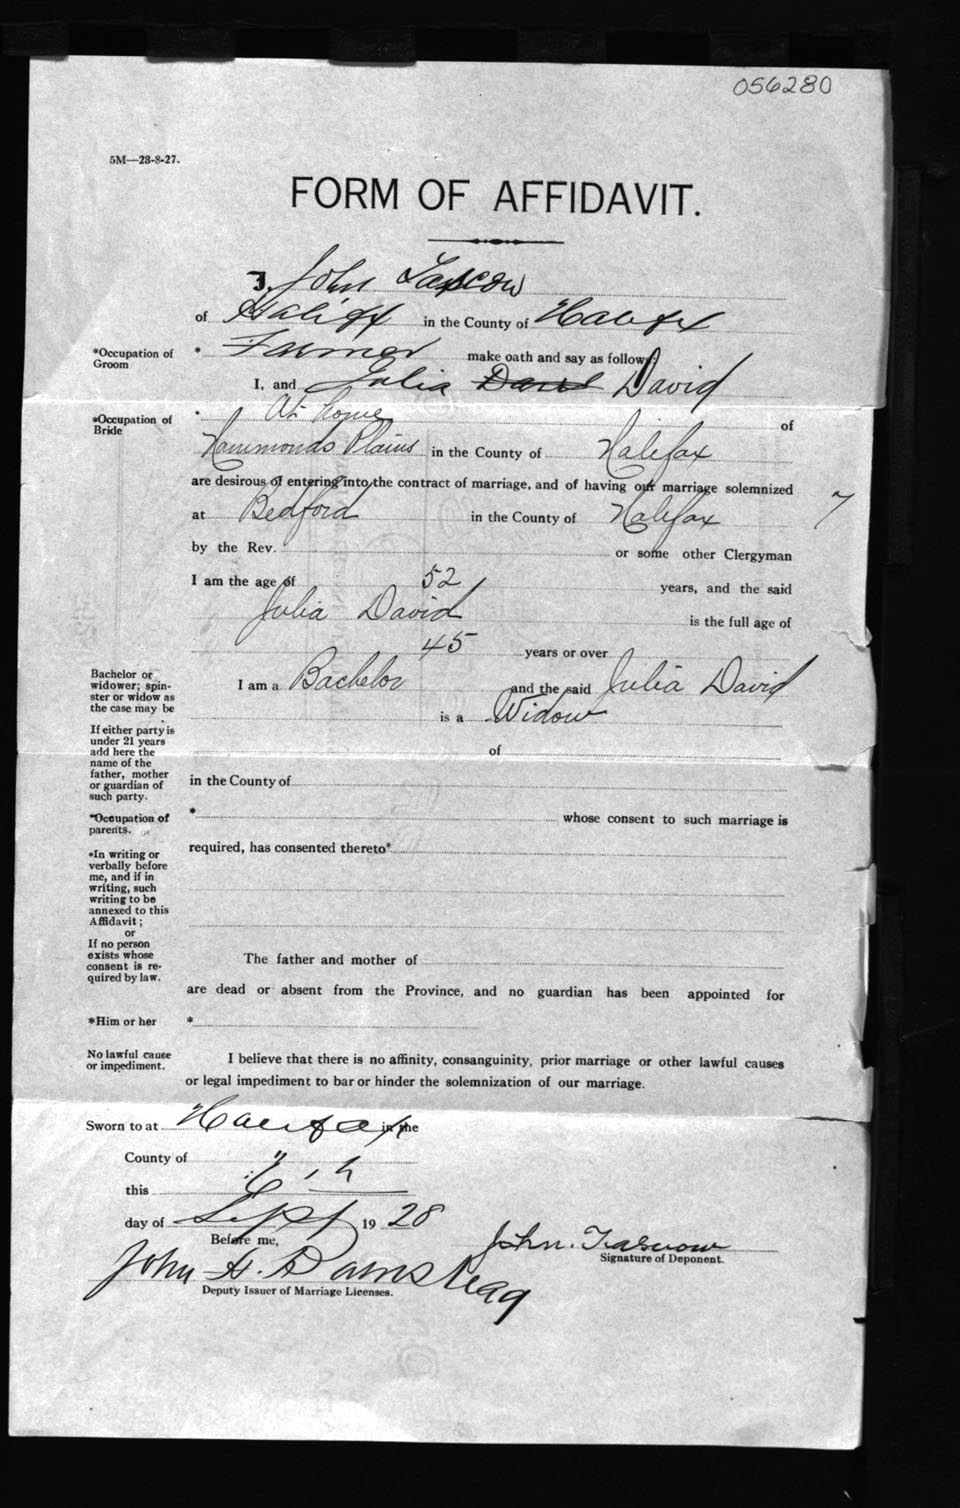 056280
5M—28-8-27.
FORM OF AFFIDAVIT.
I, John
of Halifax in the County of Halifax
*Occupation of Groom * Farmer make oath and say as follows:
I, and Julia David David
*Occupation of Bride * At home of
Hammonds Plains in the County of Halifax
are desirous of entering into the contract of marriage, and of having our marriage solemnized
at Bedford in the County of Halifax 7
by the Rev. or some other Clergyman
I am the age of 52 years, and the said
Julia David is the full age of
45 years or over
Bachelor or
widower; spin-
ster or widow as
the case may be
I am a Bachelor and the said Julia David
is a Widow
If either party is
under 21 years
add here the
name of the
father, mother
or guardian of
such party.
of
in the County of
*Occupation of
parents.
* whose consent to such marriage is
required, has consented thereto*
*In writing or
verbally before
me, and if in
writing, such
writing to be
annexed to this
Affidavit;
or
If no person
exists whose
consent is re-
quired by law.
The father and mother of
are dead or absent from the Province, and no guardian has been appointed for
*Him or her *
No lawful cause
or impediment.
I believe that there is no affinity, consanguinity, prior marriage or other lawful causes
or legal impediment to bar or hinder the solemnization of our marriage.
Sworn to at Halifax in the
County of "
this 6th
day of Sept 1928
Before me,
John
Signature of Deponent.
John H.
Deputy Issuer of Marriage Licenses.